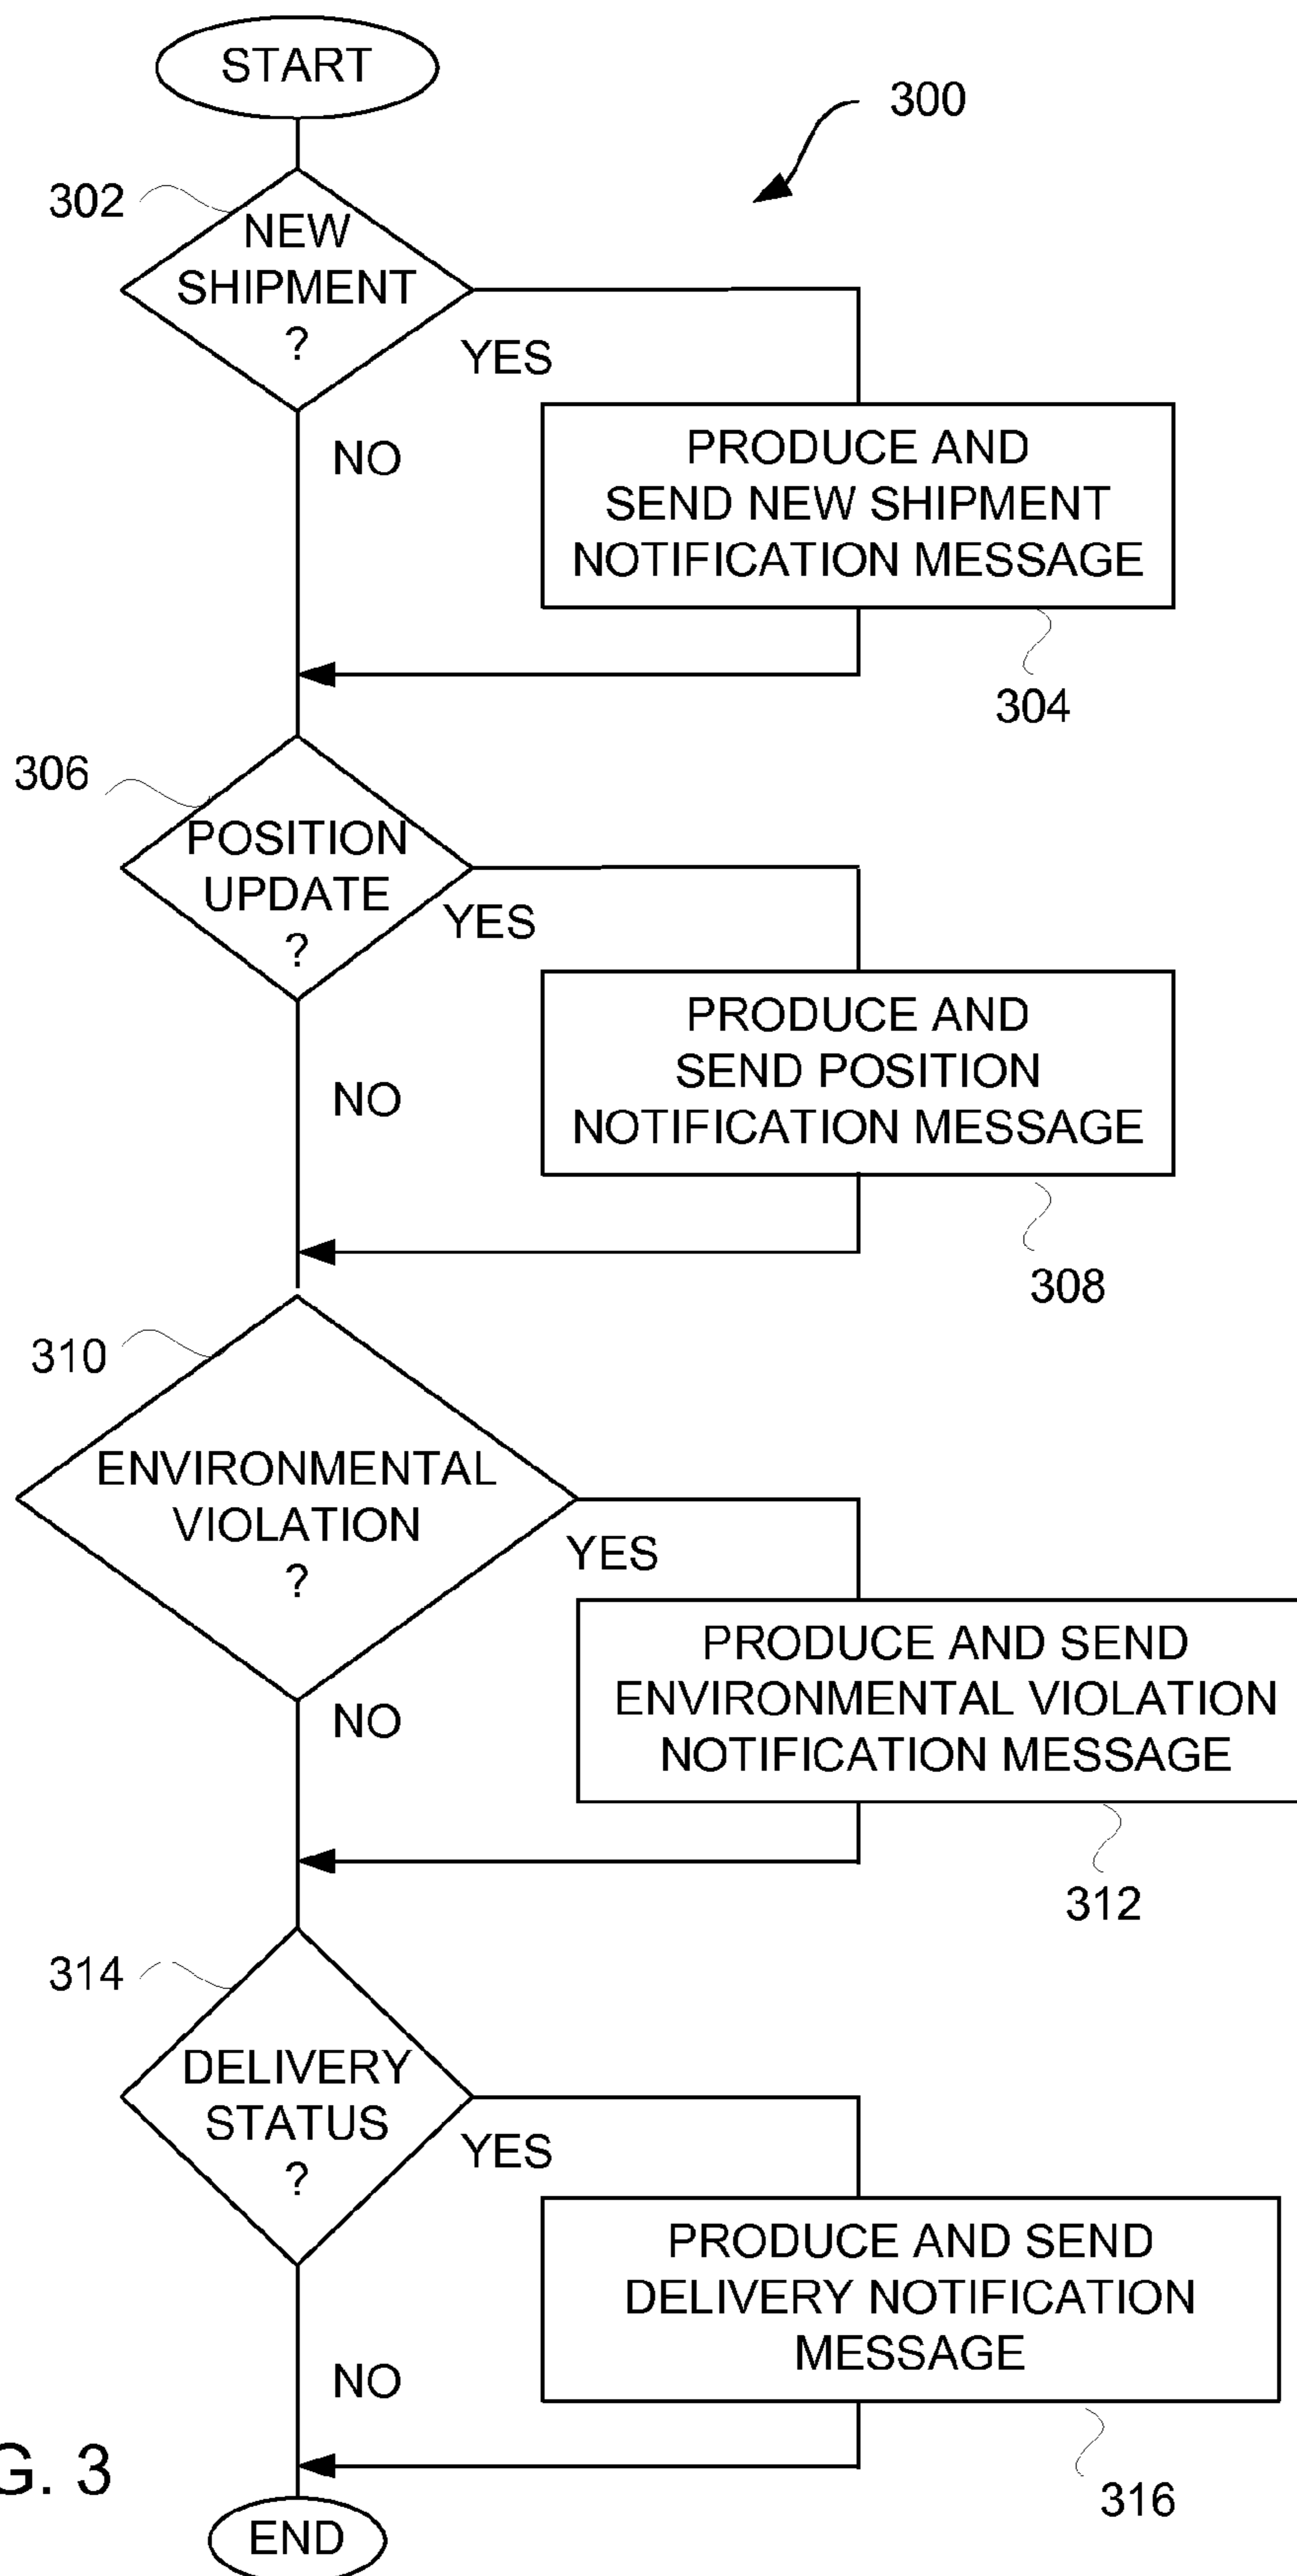 START
300
302
NEW
SHIPMENT
?
YES
NO
PRODUCE AND
SEND NEW SHIPMENT
NOTIFICATION MESSAGE
304
306
POSITION
UPDATE
?
YES
NO
PRODUCE AND
SEND POSITION
NOTIFICATION MESSAGE
308
310
ENVIRONMENTAL
VIOLATION
?
YES
NO
PRODUCE AND SEND
ENVIRONMENTAL VIOLATION
NOTIFICATION MESSAGE
312
314
DELIVERY
STATUS
?
YES
NO
PRODUCE AND SEND
DELIVERY NOTIFICATION
MESSAGE
316
G. 3
END